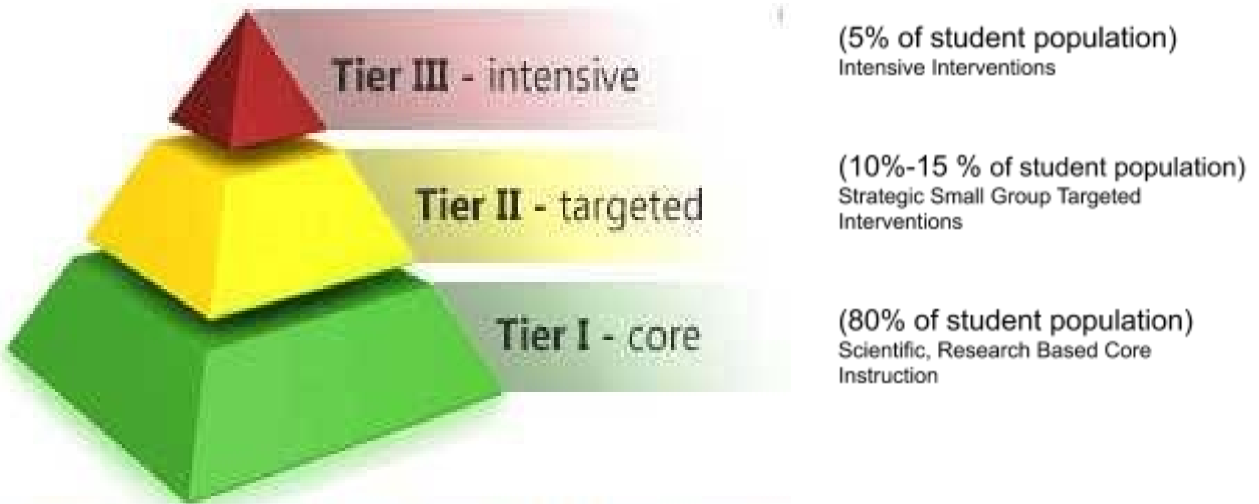 Tier III - intensive
(5% of student population)
Intensive Interventions
Tier II - targeted
(10%-15 % of student population)
Strategic Small Group Targeted
Interventions
Tier I - core
(80% of student population)
Scientific, Research Based Core
Instruction